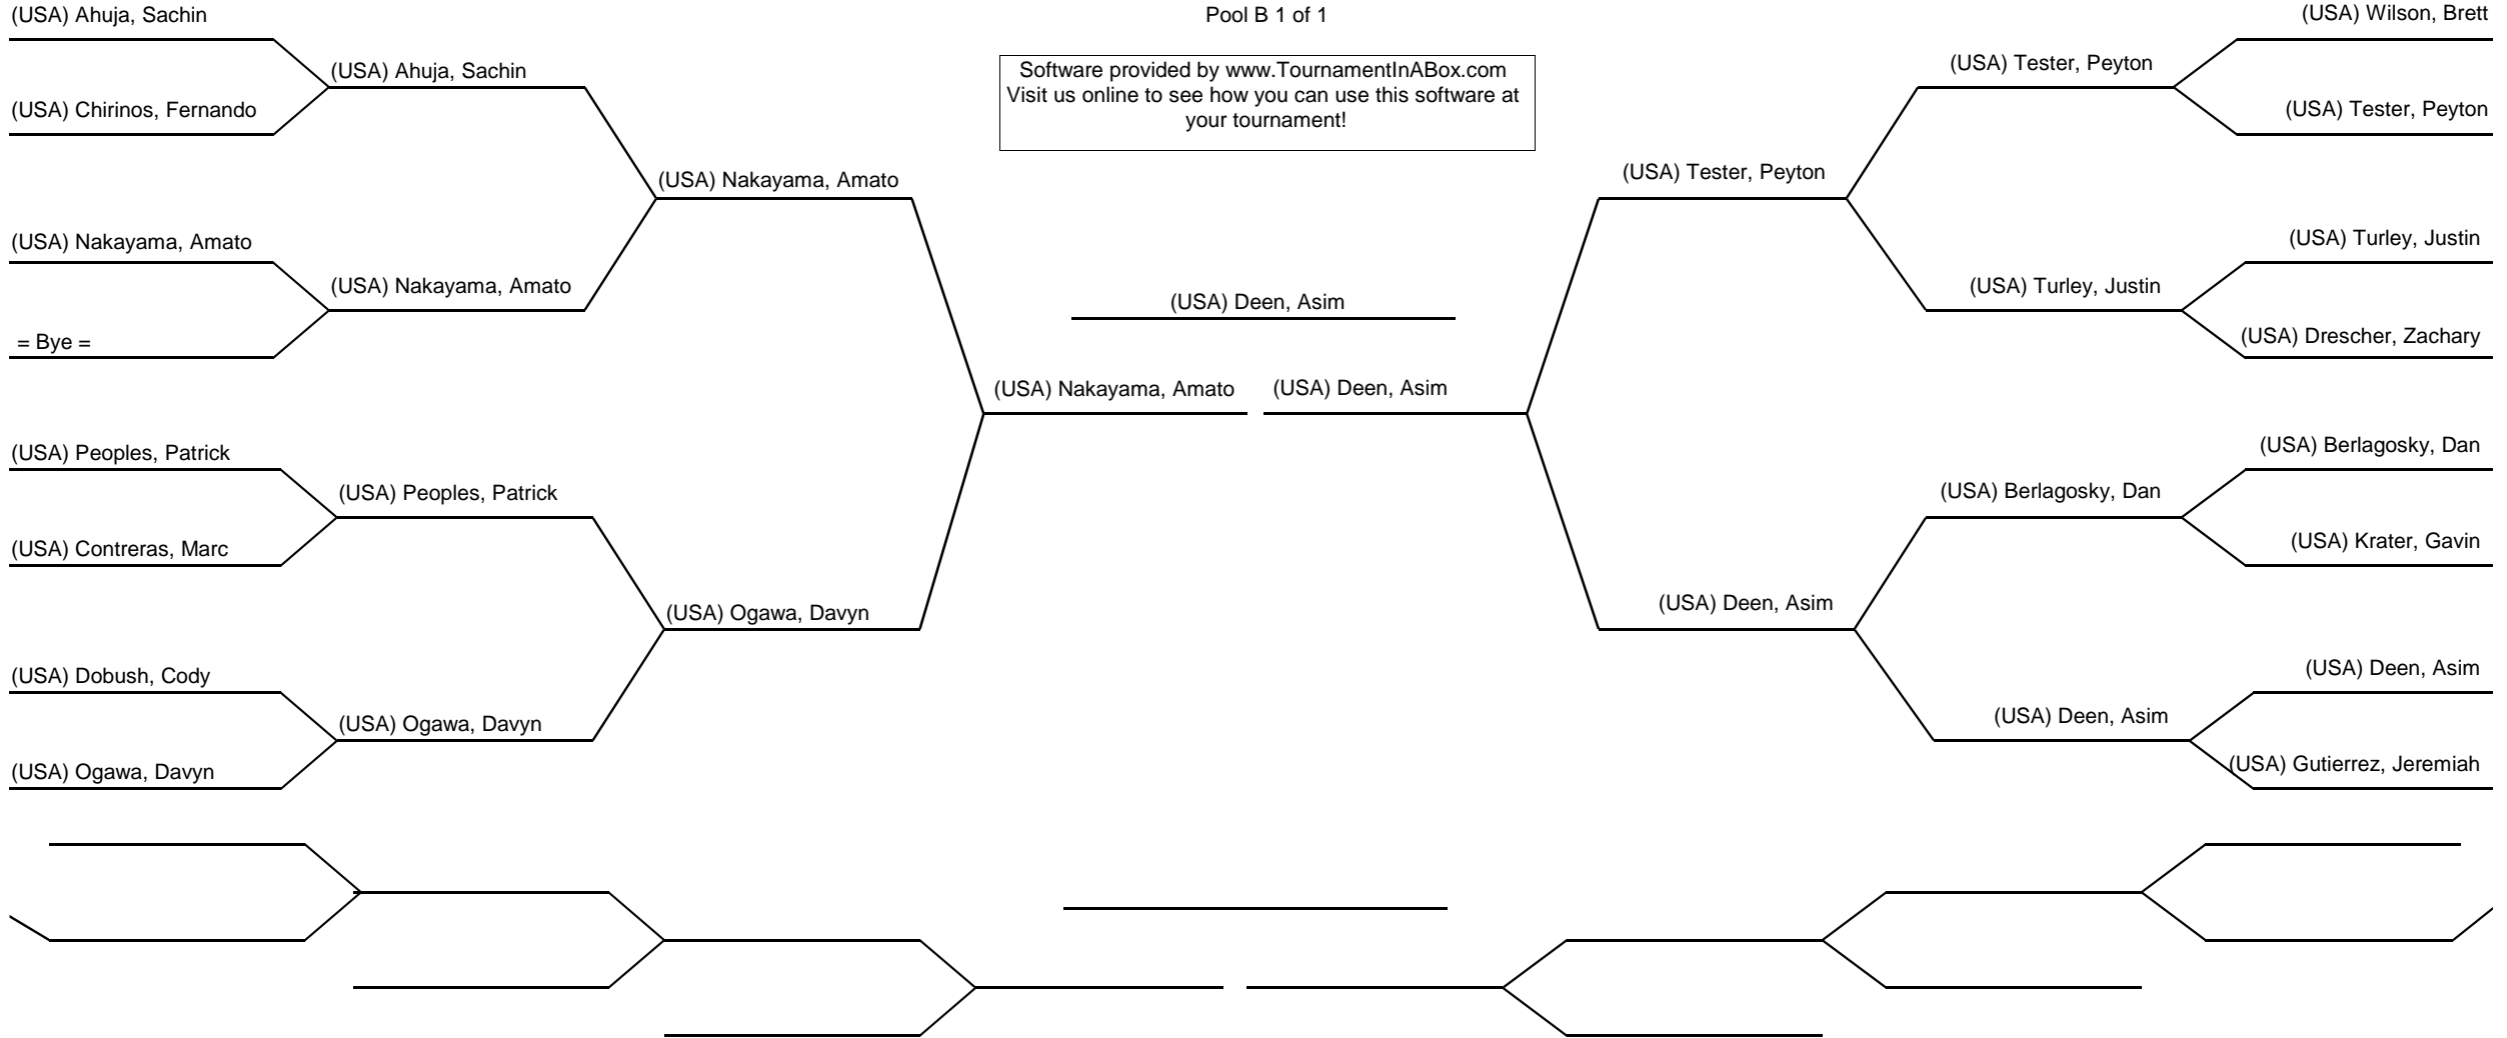 (USA) Ahuja, Sachin
Pool B 1 of 1
(USA) Wilson, Brett
Software provided by www.TournamentInABox.com
Visit us online to see how you can use this software at
your tournament!
(USA) Ahuja, Sachin
(USA) Tester, Peyton
(USA) Chirinos, Fernando
(USA) Tester, Peyton
(USA) Nakayama, Amato
(USA) Tester, Peyton
(USA) Nakayama, Amato
(USA) Turley, Justin
(USA) Nakayama, Amato
(USA) Deen, Asim
(USA) Turley, Justin
= Bye =
(USA) Drescher, Zachary
(USA) Nakayama, Amato
(USA) Deen, Asim
(USA) Peoples, Patrick
(USA) Berlagosky, Dan
(USA) Peoples, Patrick
(USA) Berlagosky, Dan
(USA) Contreras, Marc
(USA) Krater, Gavin
(USA) Ogawa, Davyn
(USA) Deen, Asim
(USA) Dobush, Cody
(USA) Deen, Asim
(USA) Ogawa, Davyn
(USA) Deen, Asim
(USA) Ogawa, Davyn
(USA) Gutierrez, Jeremiah